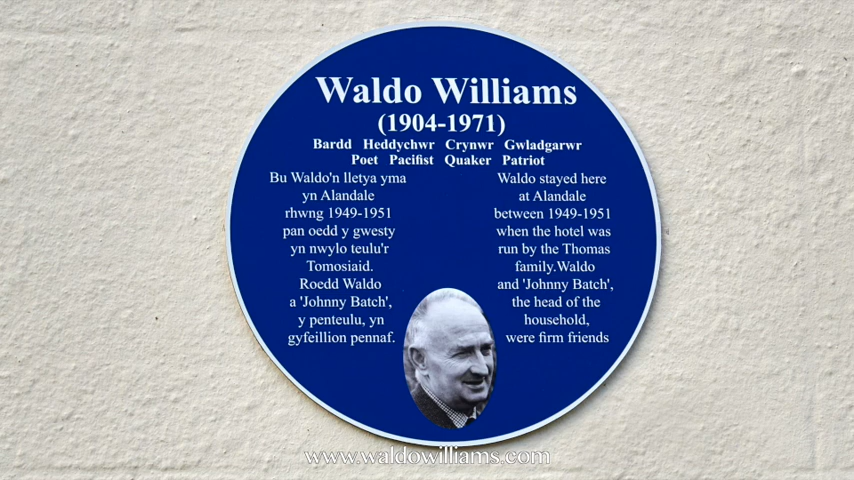 Waldo Williams
(1904-1971)
Bardd Heddychwr Crynwr Gwladgarwr
Poet Pacifist Quaker Patriot
Bu Waldo'n lletya yma
yn Alandale
rhwng 1949-1951
pan oedd y gwesty
yn nwylo teulu'r
Tomosiaid.
Roedd Waldo
a 'Johnny Batch',
y penteulu, yn
gyfeillion pennaf.
Waldo stayed here
at Alandale
between 1949-1951
when the hotel was
run by the Thomas
family.Waldo
and 'Johnny Batch',
the head of the
household,
were firm friends
www.waldowilliams.com